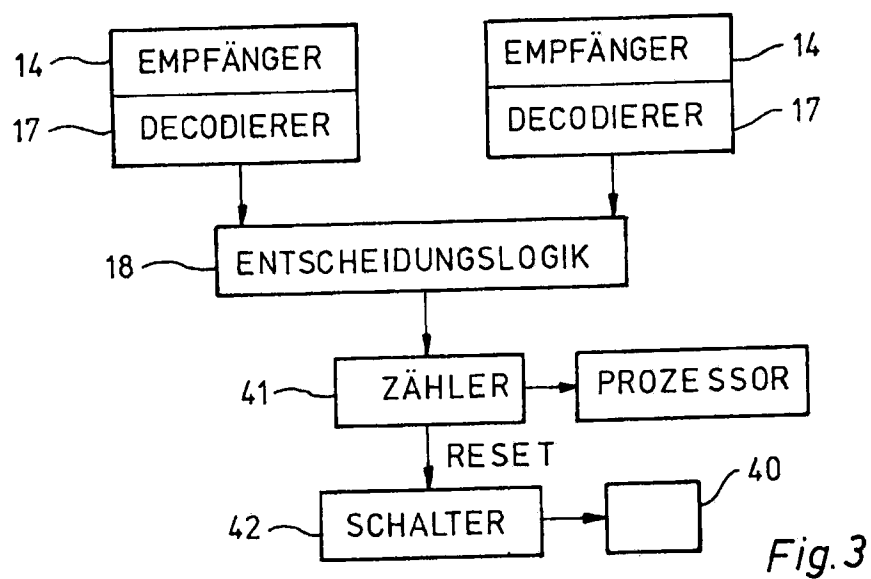 14 EMPFÄNGER EMPFÄNGER 14
17 DECODIERER DECODIERER 17
18 ENTSCHEIDUNGSLOGIK
41 ZÄHLER PROZESSOR
RESET
42 SCHALTER 40
Fig. 3